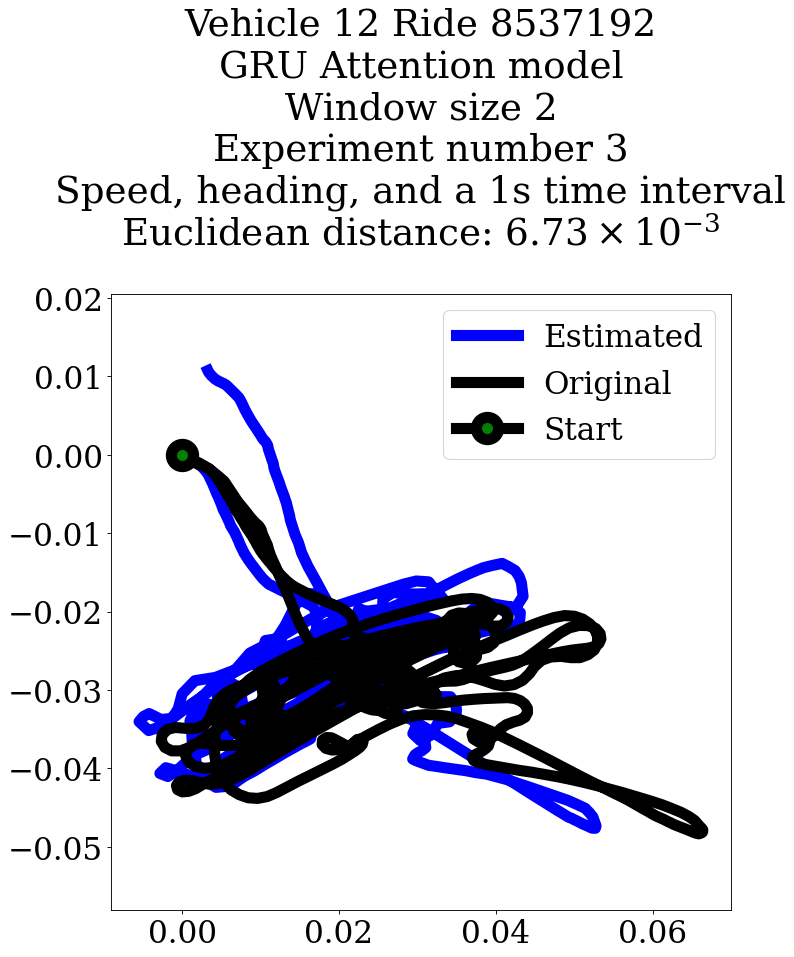 Vehicle 12 Ride 8537192
GRU Attention model
Window size 2
Experiment number 3
Speed, heading, and a 1s time interval
Euclidean distance: 6.73 × 10⁻³
0.02
0.01
0.00
−0.01
−0.02
−0.03
−0.04
−0.05
Estimated
Original
Start
0.00 0.02 0.04 0.06